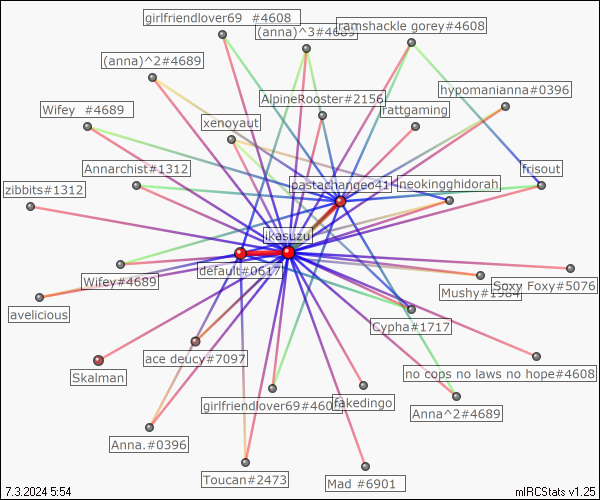 girlfriendlover69 #4608
ramshackle gorey#4608
(anna)^3#4689
(anna)^2#4689
hypomanianna#0396
AlpineRooster#2156
Wifey #4689
fattgaming
xenoyaut
Annarchist#1312
frisout
pastachangeo41
neokingghidorah
zibbits#1312
ikasuzu
default#0617
Wifey#4689
Soxy Foxy#5076
Mushy#1984
avelicious
Cypha#1717
ace deucy#7097
no cops no laws no hope#4608
Skalman
girlfriendlover69#4608
fakedingo
Anna^2#4689
Anna.#0396
Toucan#2473
Mad #6901
7.3.2024 5:54
mIRCStats v1.25